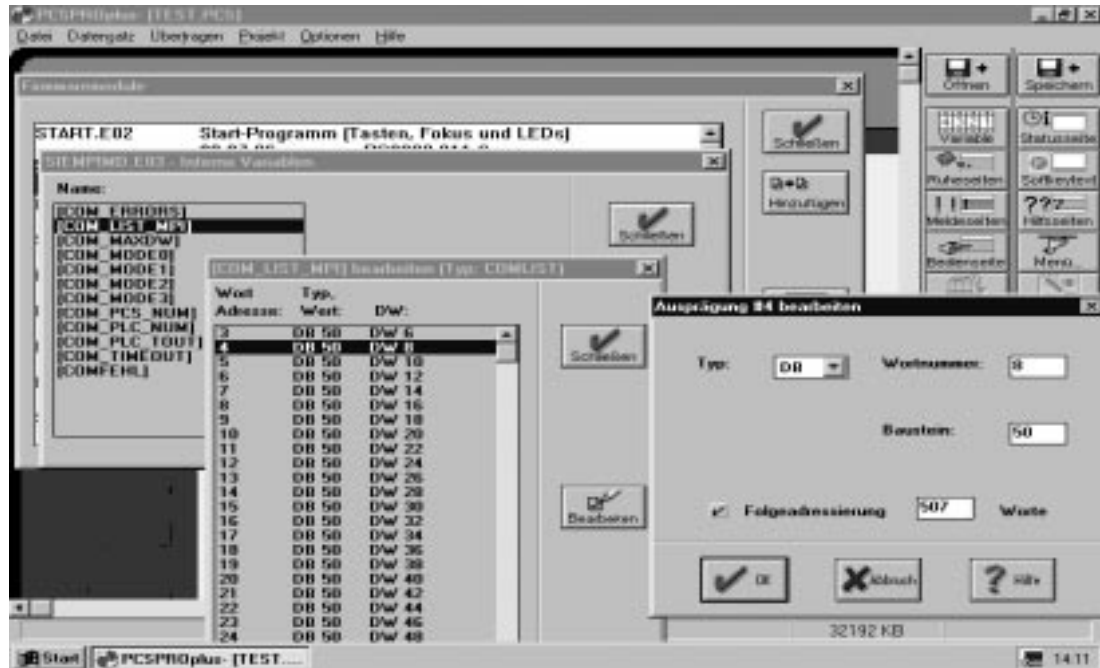 PCSPROplus- [TEST.PCS]
Datei Datensatz Übertragen Projekt Optionen Hilfe
Öffnen Speichern
Variable Statusseite
Ruheseiten Softkeytext
Meldeseiten Hilfsseiten
Bedienseite Menü...
Firmwaremodule
START.E02 Start-Programm (Tasten, Fokus und LEDs)
Schließen
Hinzufügen
SIEMPIMD.E03 - Interne Variablen
Name:
[COM_ERRORS]
[COM_LIST_MPI]
[COM_MAXDW]
[COM_MODE0]
[COM_MODE1]
[COM_MODE2]
[COM_MODE3]
[COM_PCS_NUM]
[COM_PLC_NUM]
[COM_PLC_TOUT]
[COM_TIMEOUT]
[COMFEHL]
Schließen
[COM_LIST_MPI] bearbeiten (Typ: COMLIST)
Wort Typ,
Adresse: Wert: DW:
3 DB 50 DW 6
4 DB 50 DW 8
5 DB 50 DW 10
6 DB 50 DW 12
7 DB 50 DW 14
8 DB 50 DW 16
9 DB 50 DW 18
10 DB 50 DW 20
11 DB 50 DW 22
12 DB 50 DW 24
13 DB 50 DW 26
14 DB 50 DW 28
15 DB 50 DW 30
16 DB 50 DW 32
17 DB 50 DW 34
18 DB 50 DW 36
19 DB 50 DW 38
20 DB 50 DW 40
21 DB 50 DW 42
22 DB 50 DW 44
23 DB 50 DW 46
24 DB 50 DW 48
Schließen
Bearbeiten
Ausprägung #4 bearbeiten
Typ: DB Wortnummer: 8
Baustein: 50
Folgeadressierung 507 Worte
OK Abbruch Hilfe
32192 KB
Start PCSPROplus- [TEST.... 14:11